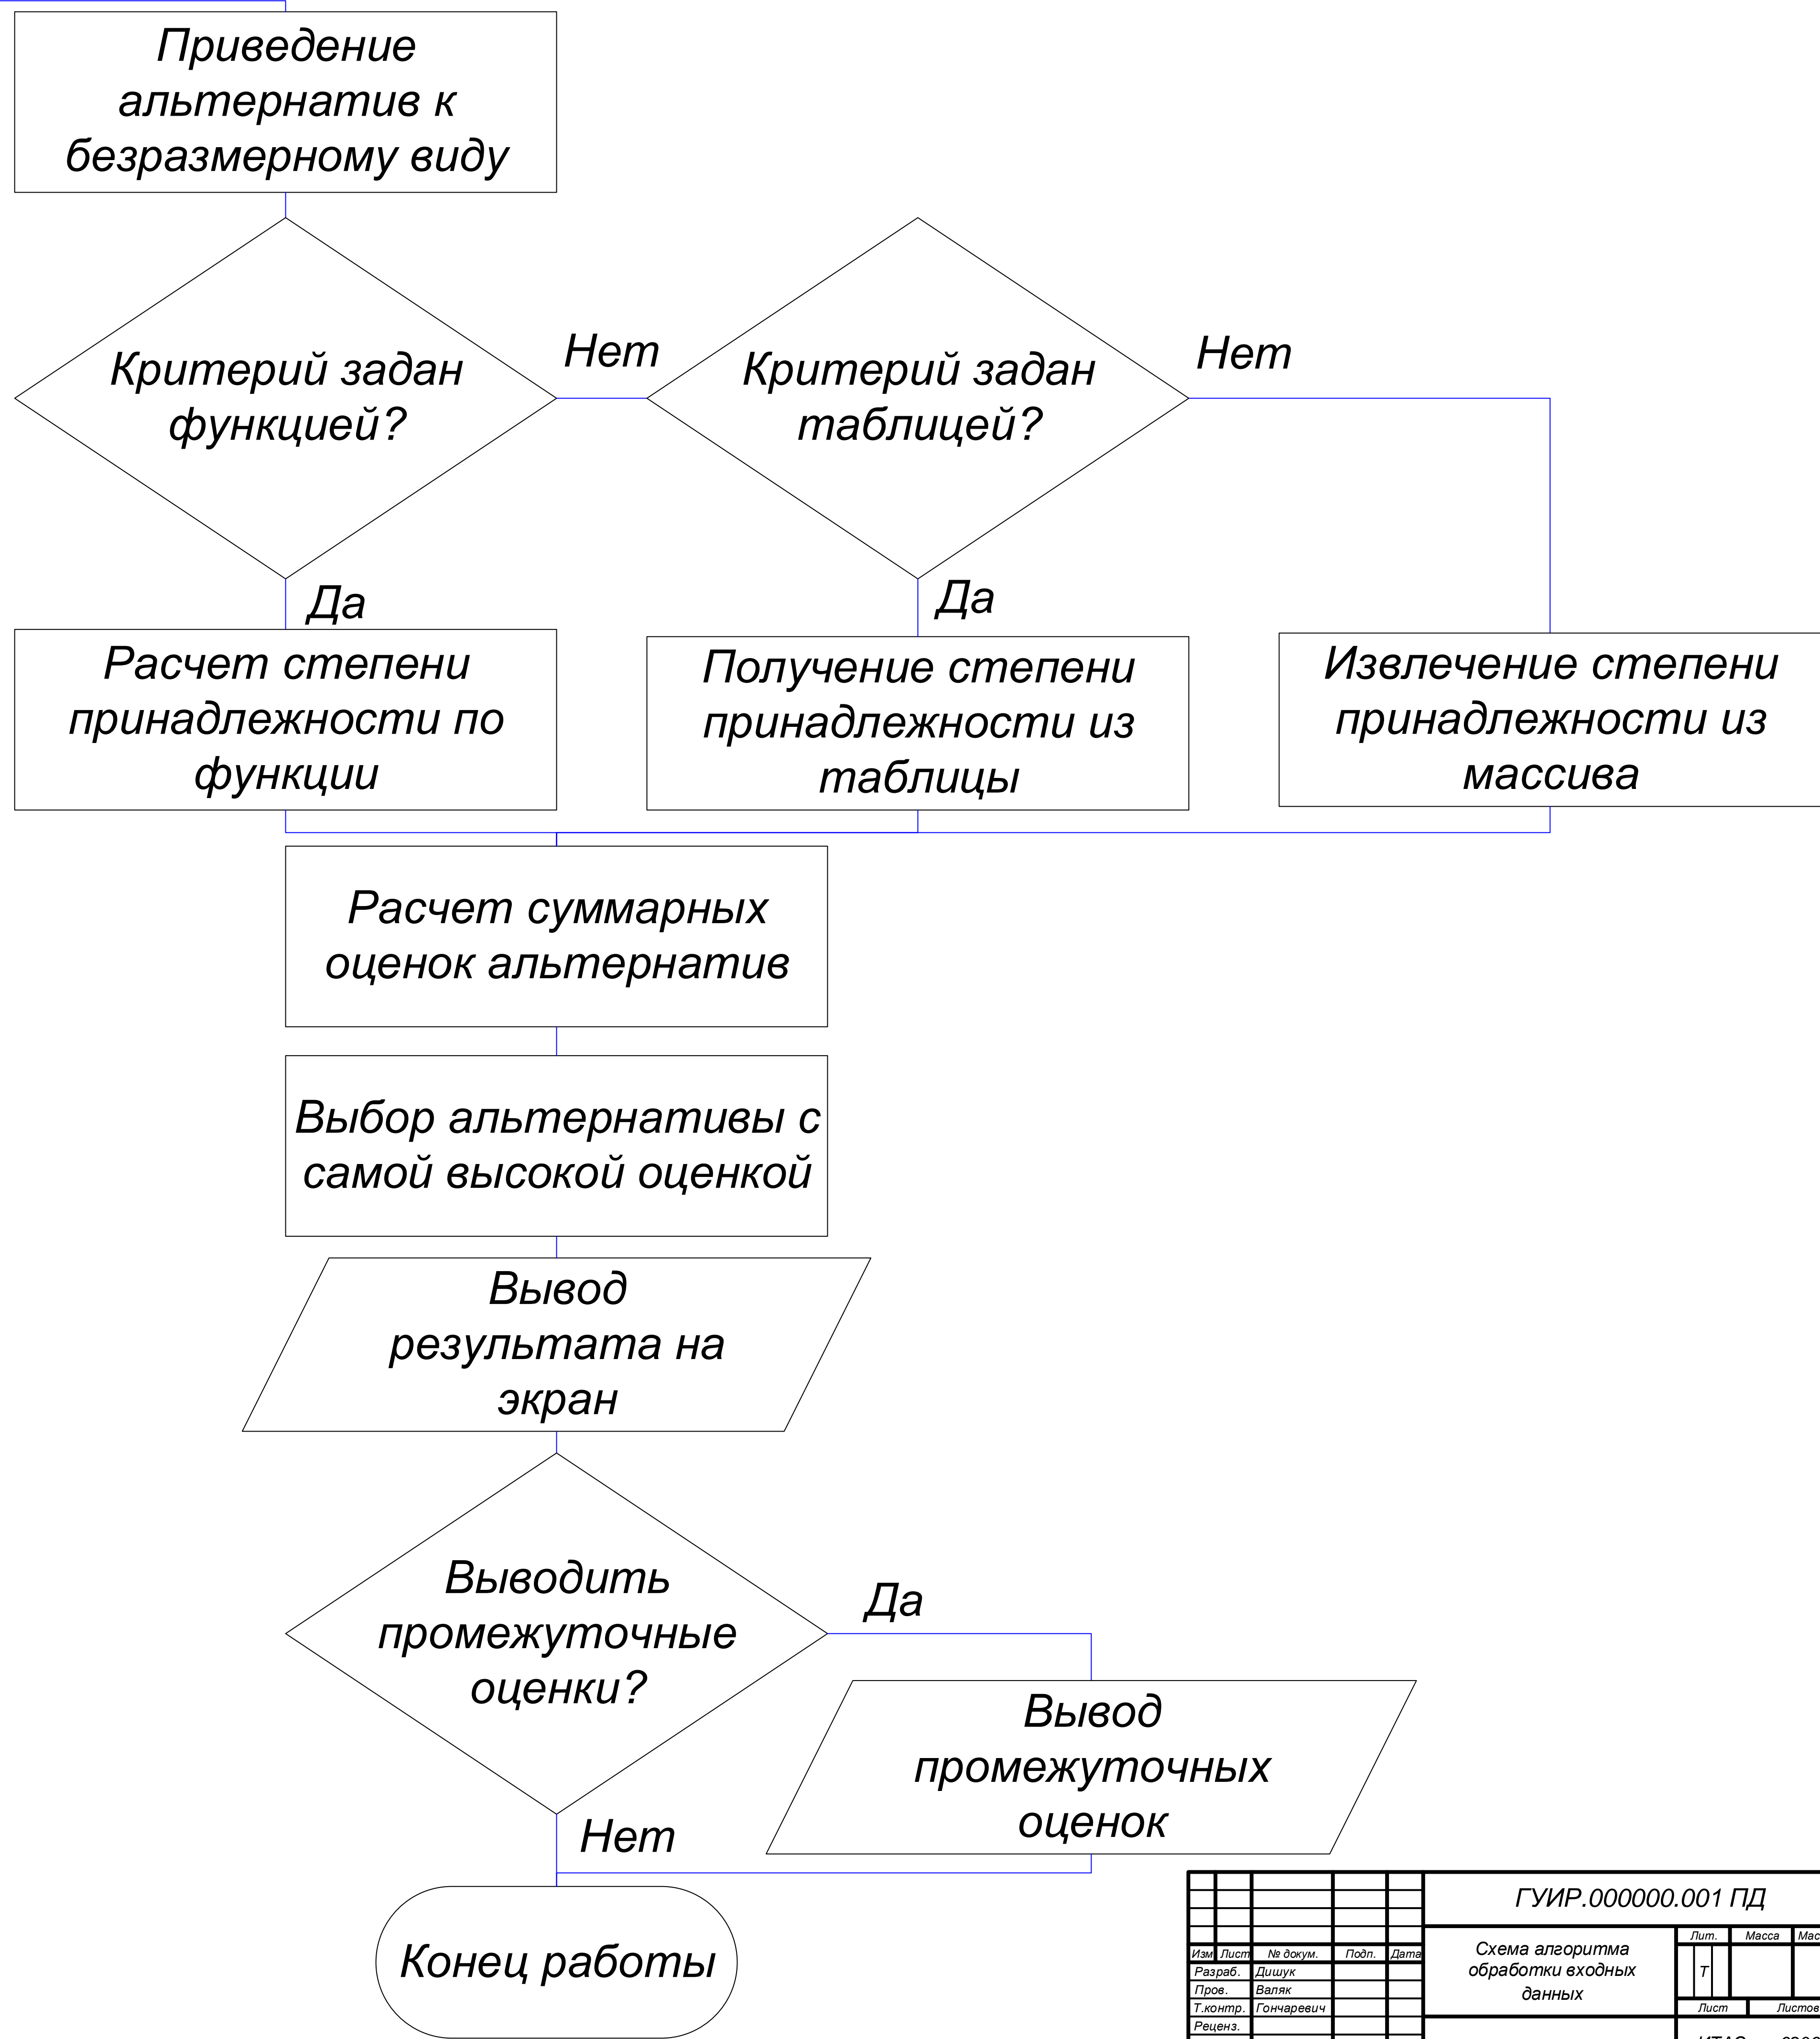 Приведение
альтернатив к
безразмерному виду
Критерий задан
функцией?
Нет
Критерий задан
таблицей?
Нет
Да
Да
Расчет степени
принадлежности по
функции
Получение степени
принадлежности из
таблицы
Извлечение степени
принадлежности из
массива
Расчет суммарных
оценок альтернатив
Выбор альтернативы с
самой высокой оценкой
Вывод
результата на
экран
Выводить
промежуточные
оценки?
Да
Вывод
промежуточных
оценок
Нет
Конец работы
ГУИР.000000.001 ПД
Схема алгоритма
обработки входных
данных
Лит. Масса
Т
Лист Листов
Изм Лист № докум. Подп. Дата
Разраб. Дишук
Пров. Валяк
Т.контр. Гончаревич
Реценз.